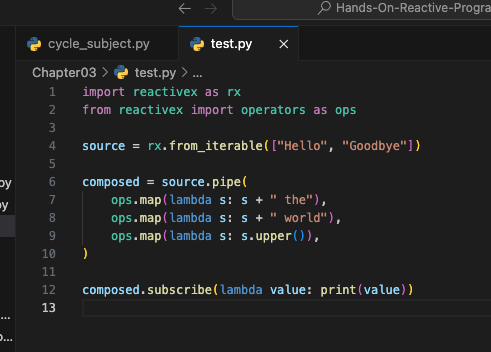 Hands-On-Reactive-Progra
cycle_subject.py
test.py
Chapter03 > test.py > ...
1 import reactivex as rx
2 from reactivex import operators as ops
3
4 source = rx.from_iterable(["Hello", "Goodbye"])
5
6 composed = source.pipe(
7 ops.map(lambda s: s + " the"),
8 ops.map(lambda s: s + " world"),
9 ops.map(lambda s: s.upper()),
10 )
11
12 composed.subscribe(lambda value: print(value))
13
py
py
...
o...